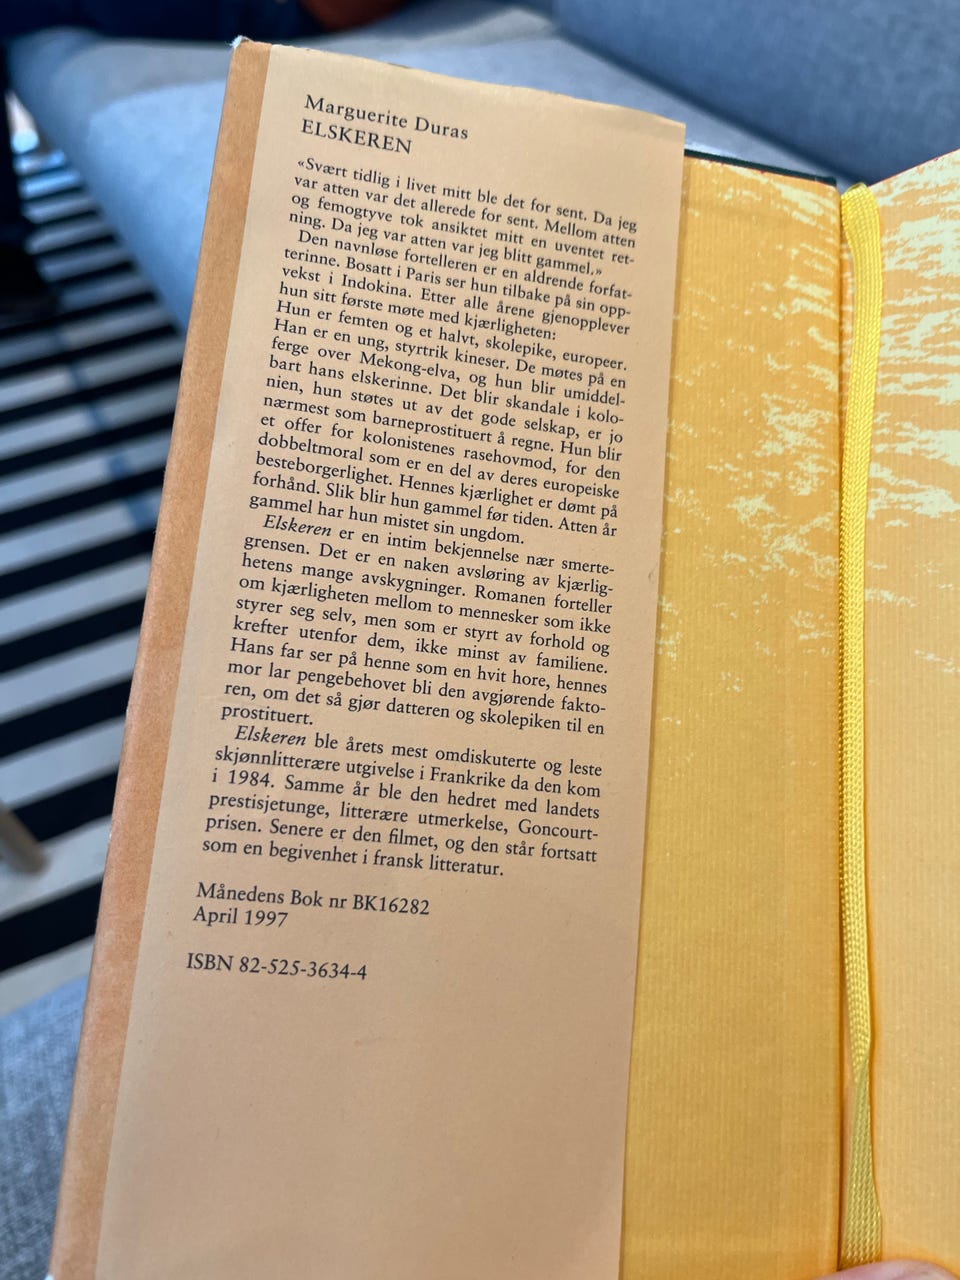 Marguerite Duras
ELSKEREN
«Svært tidlig i livet mitt ble det for sent. Da jeg
var atten var det allerede for sent. Mellom atten
og femogtyve tok ansiktet mitt en uventet ret-
ning. Da jeg var atten var jeg blitt gammel.»
Den navnløse fortelleren er en aldrende forfat-
terinne. Bosatt i Paris ser hun tilbake på sin opp-
vekst i Indokina. Etter alle årene gjenopplever
hun sitt første møte med kjærligheten:
Hun er femten og et halvt, skolepike, europeer.
Han er en ung, styrtrik kineser. De møtes på en
ferge over Mekong-elva, og hun blir umiddel-
bart hans elskerinne. Det blir skandale i kolo-
nien, hun støtes ut av det gode selskap, er jo
nærmest som barneprostituert å regne. Hun blir
et offer for kolonistenes rasehovmod, for den
dobbeltmoral som er en del av deres europeiske
besteborgerlighet. Hennes kjærlighet er dømt på
forhånd. Slik blir hun gammel før tiden. Atten år
gammel har hun mistet sin ungdom.
Elskeren er en intim bekjennelse nær smerte-
grensen. Det er en naken avsløring av kjærlig-
hetens mange avskygninger. Romanen forteller
om kjærligheten mellom to mennesker som ikke
styrer seg selv, men som er styrt av forhold og
krefter utenfor dem, ikke minst av familiene.
Hans far ser på henne som en hvit hore, hennes
mor lar pengebehovet bli den avgjørende fakto-
ren, om det så gjør datteren og skolepiken til en
prostituert.
Elskeren ble årets mest omdiskuterte og leste
skjønnlitterære utgivelse i Frankrike da den kom
i 1984. Samme år ble den hedret med landets
prestisjetunge, litterære utmerkelse, Goncourt-
prisen. Senere er den filmet, og den står fortsatt
som en begivenhet i fransk litteratur.
Månedens Bok nr BK16282
April 1997
ISBN 82-525-3634-4